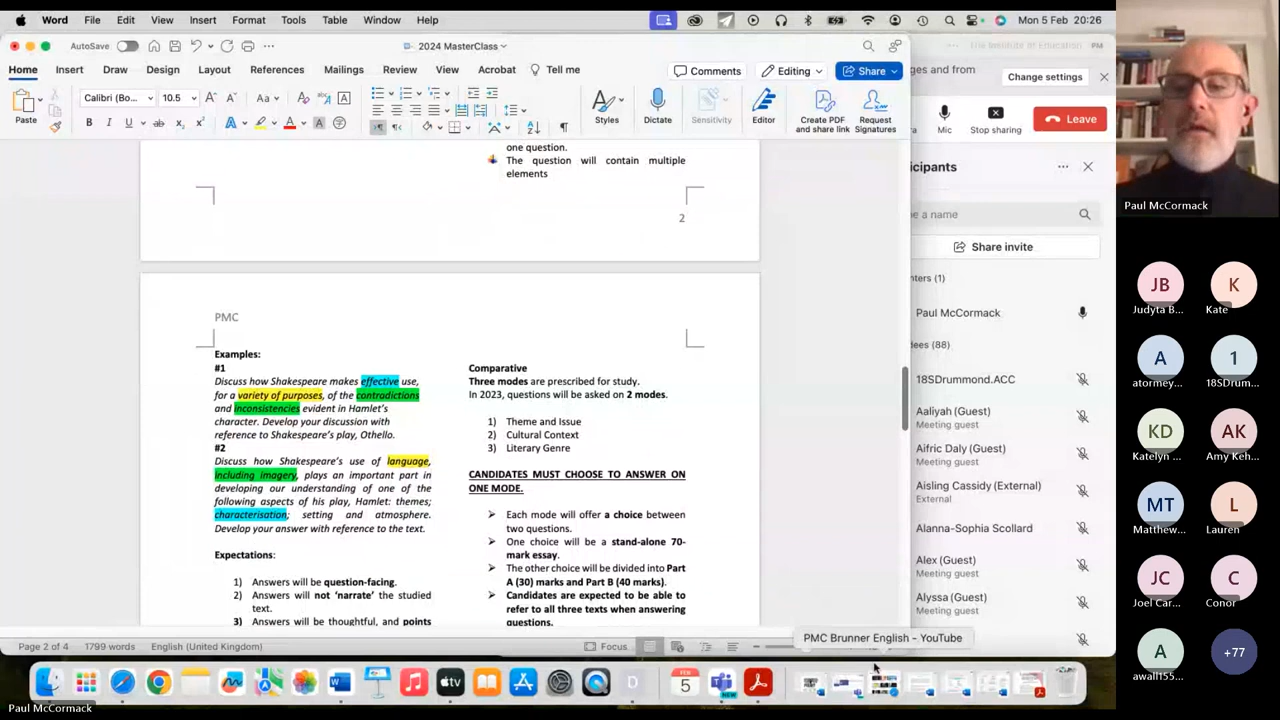 Word File Edit View Insert Format Tools Table Window Help Mon 5 Feb 20:26
AutoSave 2024 MasterClass
Home Insert Draw Design Layout References Mailings Review View Acrobat Tell me Comments Editing Share
Paste Calibri (Bo... 10.5 Styles Dictate Sensitivity Editor Create PDF and share link Request Signatures
one question.
The question will contain multiple
elements
2
PMC
Examples:
#1
Discuss how Shakespeare makes effective use,
for a variety of purposes, of the contradictions
and inconsistencies evident in Hamlet's
character. Develop your discussion with
reference to Shakespeare's play, Othello.
#2
Discuss how Shakespeare's use of language,
including imagery, plays an important part in
developing our understanding of one of the
following aspects of his play, Hamlet: themes;
characterisation; setting and atmosphere.
Develop your answer with reference to the text.
Expectations:
1) Answers will be question-facing.
2) Answers will not 'narrate' the studied
text.
3) Answers will be thoughtful, and points
Comparative
Three modes are prescribed for study.
In 2023, questions will be asked on 2 modes.
1) Theme and Issue
2) Cultural Context
3) Literary Genre
CANDIDATES MUST CHOOSE TO ANSWER ON
ONE MODE.
Each mode will offer a choice between
two questions.
One choice will be a stand-alone 70-
mark essay.
The other choice will be divided into Part
A (30) marks and Part B (40 marks).
Candidates are expected to be able to
refer to all three texts when answering
questions.
Page 2 of 4 1799 words English (United Kingdom) Focus
PMC Brunner English - YouTube
PM
ges and from
Change settings
Mic Stop sharing Leave
icipants
e a name
Share invite
nters (1)
Paul McCormack
dees (88)
18SDrummond.ACC
Aaliyah (Guest)
Meeting guest
Aifric Daly (Guest)
Meeting guest
Aisling Cassidy (External)
External
Alanna-Sophia Scollard
Alex (Guest)
Meeting guest
Alyssa (Guest)
Meeting guest
FEB
5
NEW
Paul McCormack
Paul McCormack
JB K
Judyta B... Kate
A 1
atormey... 18SDrum...
KD AK
Katelyn ... Amy Keh...
MT L
Matthew... Lauren
JC C
Joel Car... Conor
A +77
awall155...